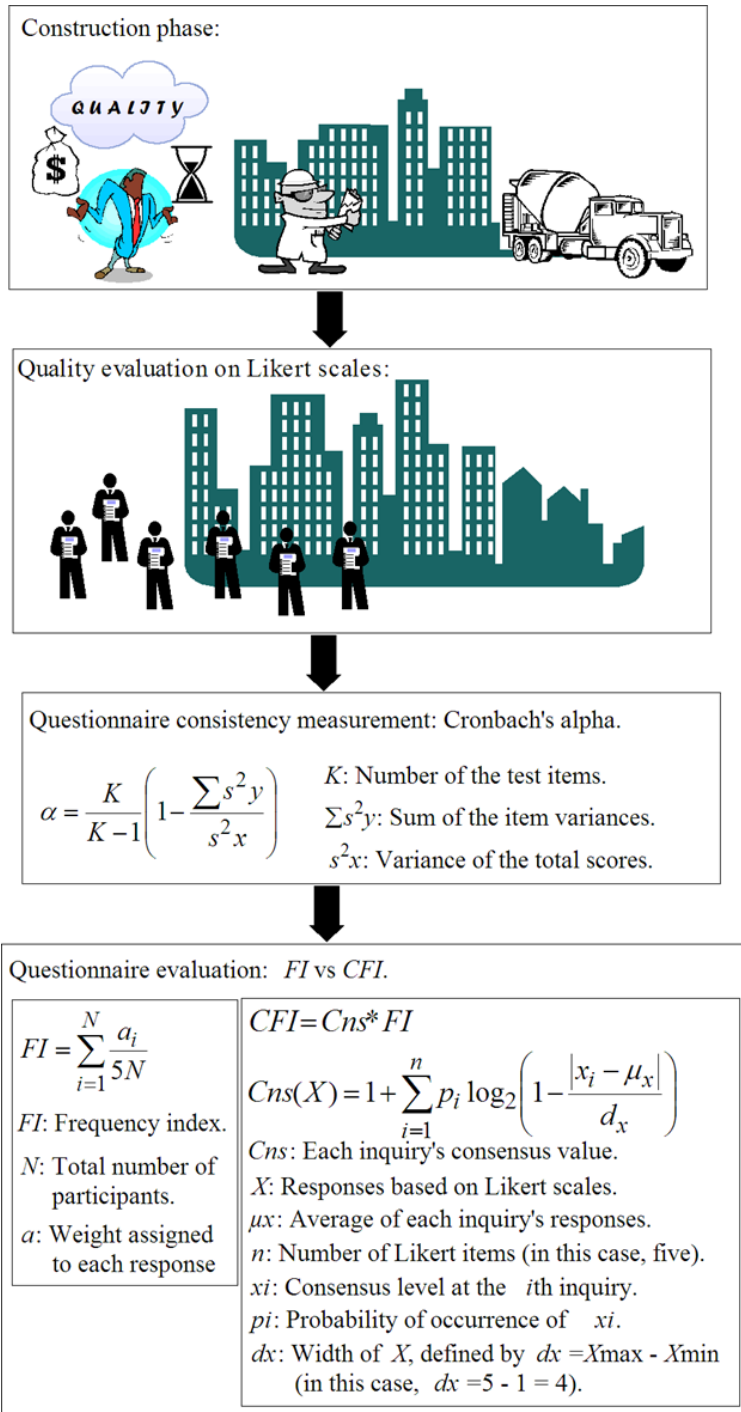 Construction phase:
QUALITY
$
Quality evaluation on Likert scales:
Questionnaire consistency measurement: Cronbach's alpha.
α = K/(K−1) (1 − ∑s²y / s²x)
K: Number of the test items.
Σs²y: Sum of the item variances.
s²x: Variance of the total scores.
Questionnaire evaluation: FI vs CFI.
FI = ∑_{i=1}^{N} a_i/5N
FI: Frequency index.
N: Total number of
participants.
a: Weight assigned
to each response
CFI=Cns* FI
Cns(X) = 1+ ∑_{i=1}^{n} p_i log₂(1 − |x_i − μ_x| / d_x)
Cns: Each inquiry's consensus value.
X: Responses based on Likert scales.
μx: Average of each inquiry's responses.
n: Number of Likert items (in this case, five).
xi: Consensus level at the ith inquiry.
pi: Probability of occurrence of xi.
dx: Width of X, defined by dx =Xmax - Xmin
(in this case, dx =5 - 1 = 4).